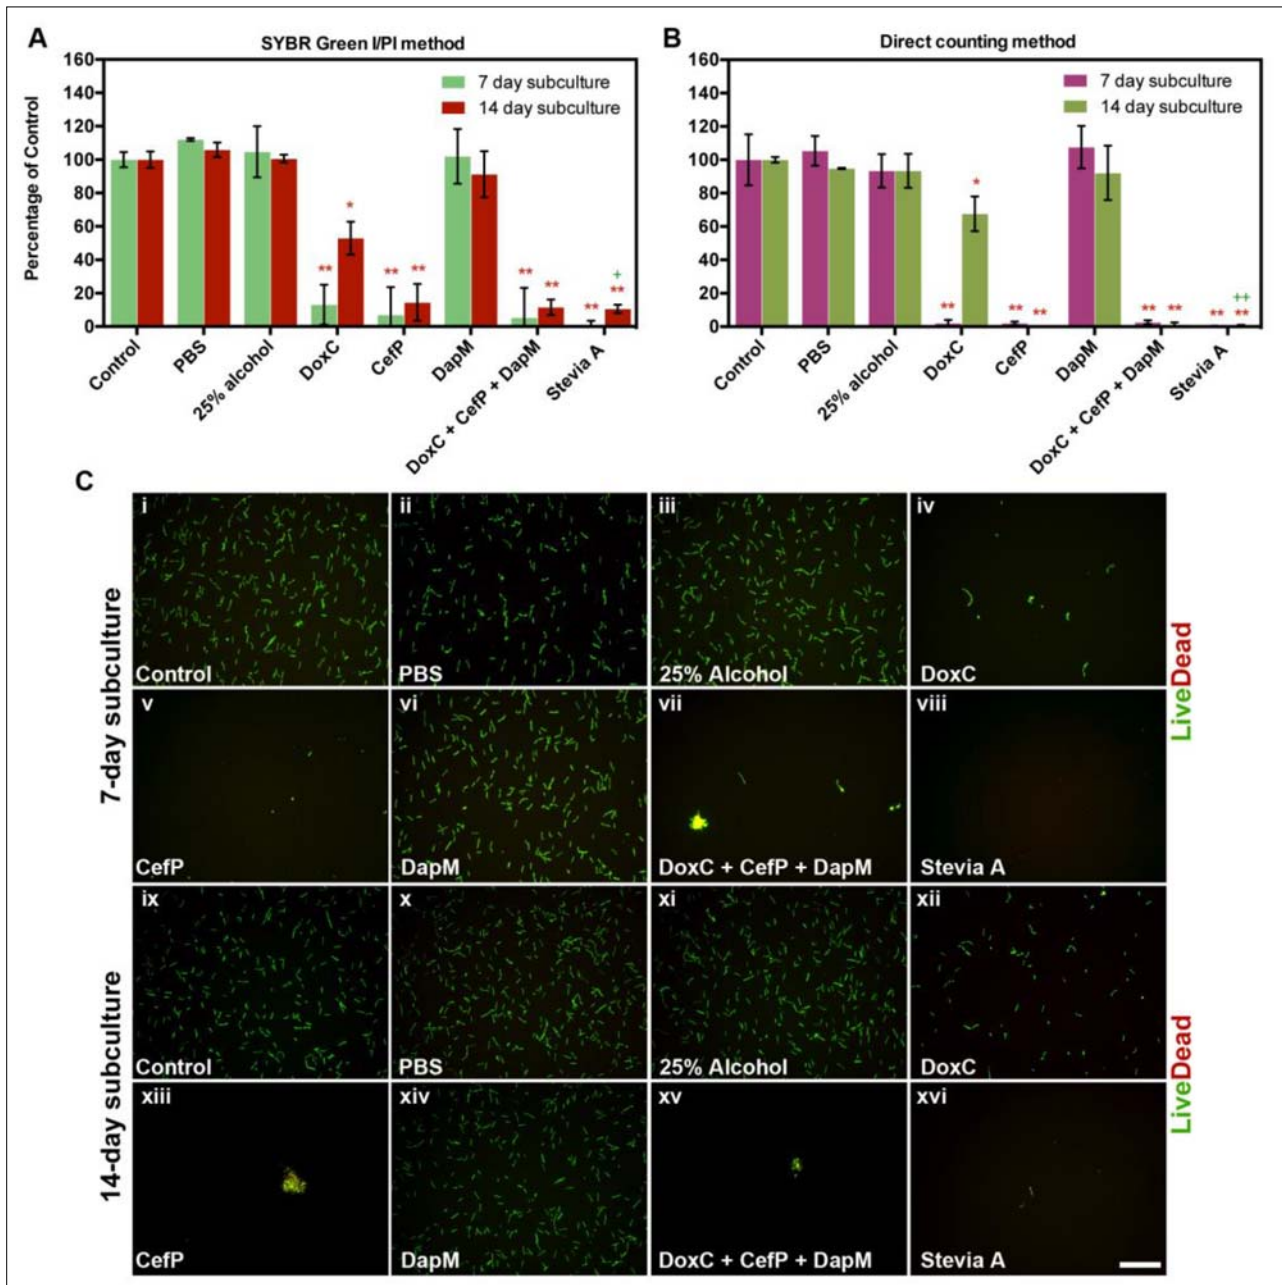 A
SYBR Green I/PI method
160
140
120
100
80
60
40
20
0
Percentage of Control
7 day subculture
14 day subculture
*
**
**
**
**
**
**
+
**
Control
PBS
25% alcohol
DoxC
CefP
DapM
DoxC + CefP + DapM
Stevia A
B
Direct counting method
160
140
120
100
80
60
40
20
0
7 day subculture
14 day subculture
**
*
**
**
**
**
**
++
**
Control
PBS
25% alcohol
DoxC
CefP
DapM
DoxC + CefP + DapM
Stevia A
C
7-day subculture
i
Control
ii
PBS
iii
25% Alcohol
iv
DoxC
v
CefP
vi
DapM
vii
DoxC + CefP + DapM
viii
Stevia A
LiveDead
14-day subculture
ix
Control
x
PBS
xi
25% Alcohol
xii
DoxC
xiii
CefP
xiv
DapM
xv
DoxC + CefP + DapM
xvi
Stevia A
LiveDead